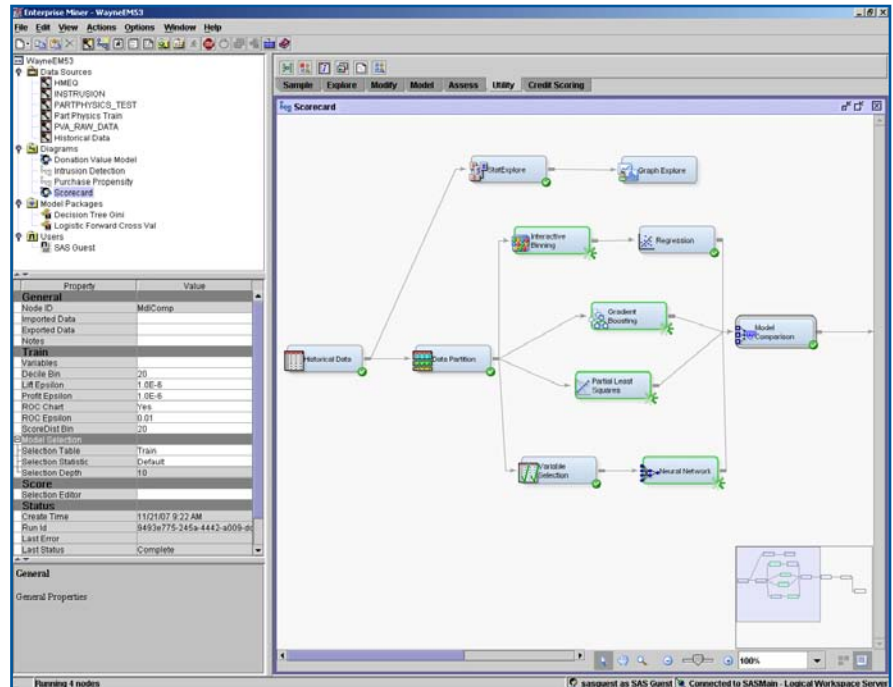 Enterprise Miner - WayneEM53
File Edit View Actions Options Window Help
WayneEM53
Data Sources
HMEQ
INSTRUSION
PARTPHYSICS_TEST
Part Physics Train
PVA_RAW_DATA
Historical Data
Diagrams
Donation Value Model
Intrusion Detection
Purchase Propensity
Scorecard
Model Packages
Decision Tree Gini
Logistic Forward Cross Val
Users
SAS Guest
Property Value
General
Node ID MdlComp
Imported Data
Exported Data
Notes
Train
Variables
Decile Bin 20
Lift Epsilon 1.0E-6
Profit Epsilon 1.0E-6
ROC Chart Yes
ROC Epsilon 0.01
ScoreDist Bin 20
Model Selection
Selection Table Train
Selection Statistic Default
Selection Depth 10
Score
Selection Editor
Status
Create Time 11/21/07 9:22 AM
Run Id 9493e775-245a-4442-a009-dc
Last Error
Last Status Complete
General
General Properties
Sample Explore Modify Model Assess Utility Credit Scoring
Scorecard
StatExplore
Graph Explore
Interactive Binning
Regression
Gradient Boosting
Model Comparison
Historical Data
Data Partition
Partial Least Squares
Variable Selection
Neural Network
100%
Running 4 nodes
sasguest as SAS Guest Connected to SASMain - Logical Workspace Server